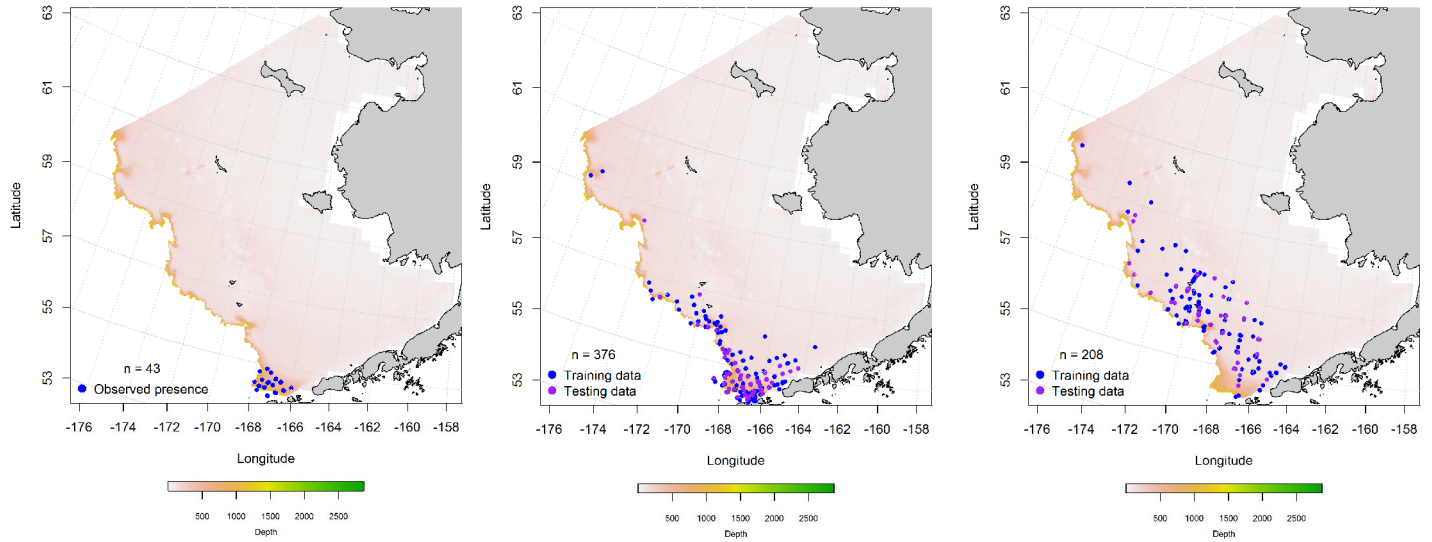 63
61
59
57
55
53
Latitude
n = 43
Observed presence
-176 -174 -172 -170 -168 -166 -164 -162 -160 -158
Longitude
500 1000 1500 2000 2500
Depth
63
61
59
57
55
53
Latitude
n = 376
Training data
Testing data
-176 -174 -172 -170 -168 -166 -164 -162 -160 -158
Longitude
500 1000 1500 2000 2500
Depth
63
61
59
57
55
53
Latitude
n = 208
Training data
Testing data
-176 -174 -172 -170 -168 -166 -164 -162 -160 -158
Longitude
500 1000 1500 2000 2500
Depth